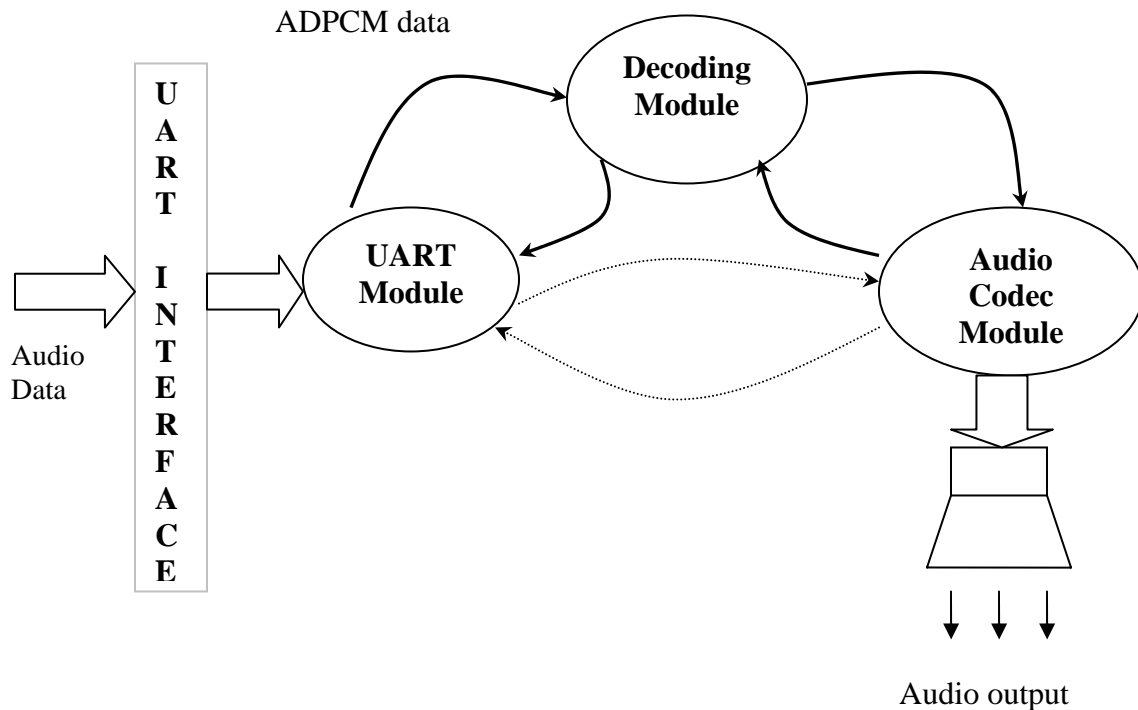 ADPCM data
Decoding
Module
U
A
R
T
I
N
T
E
R
F
A
C
E
UART
Module
Audio
Codec
Module
Audio
Data
Audio output